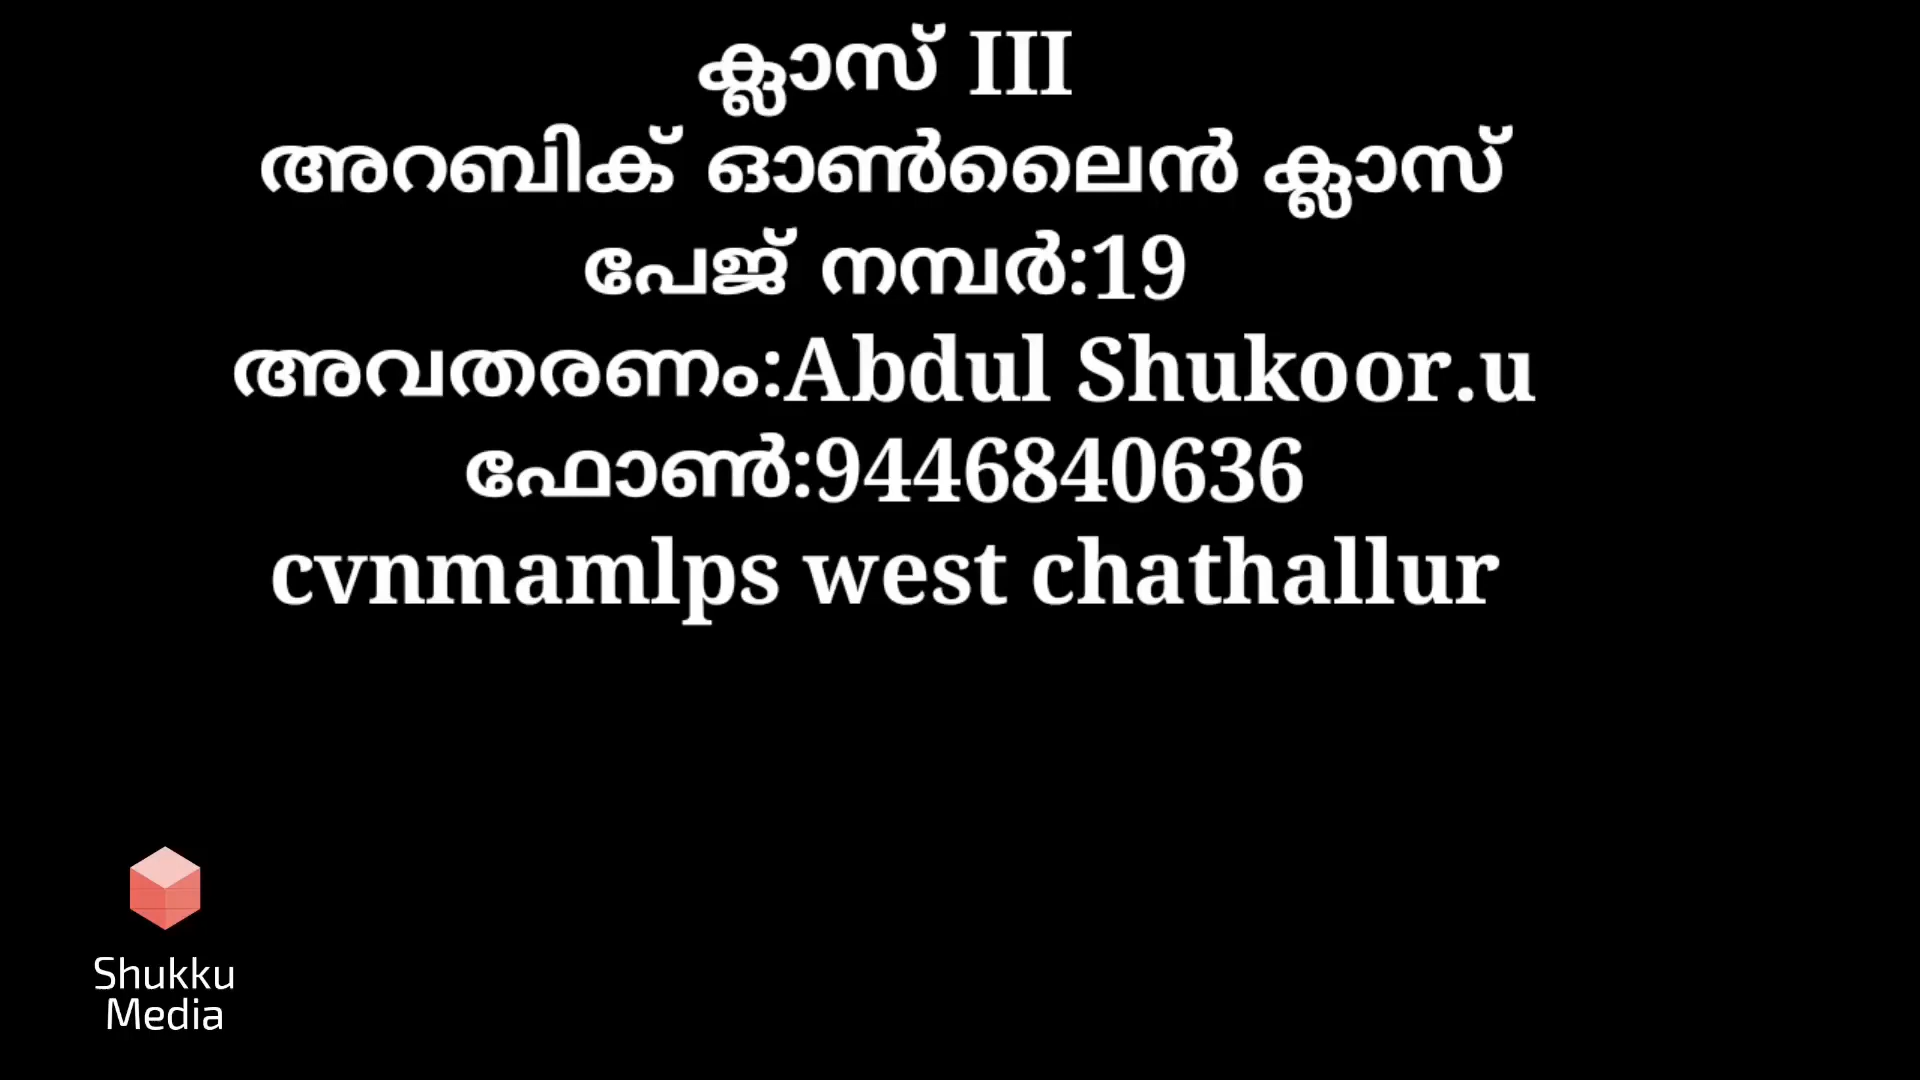 ക്ലാസ് III
അറബിക് ഓൺലൈൻ ക്ലാസ്
പേജ് നമ്പർ:19
അവതരണം:Abdul Shukoor.u
ഫോൺ:9446840636
cvnmamlps west chathallur
Shukku
Media